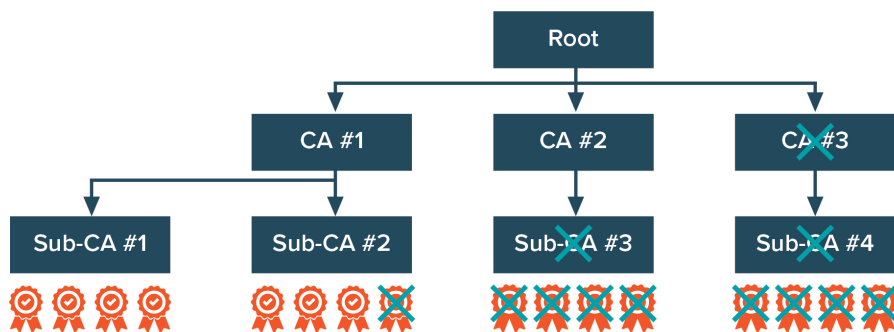 Root
CA #1
CA #2
CA #3
Sub-CA #1
Sub-CA #2
Sub-CA #3
Sub-CA #4